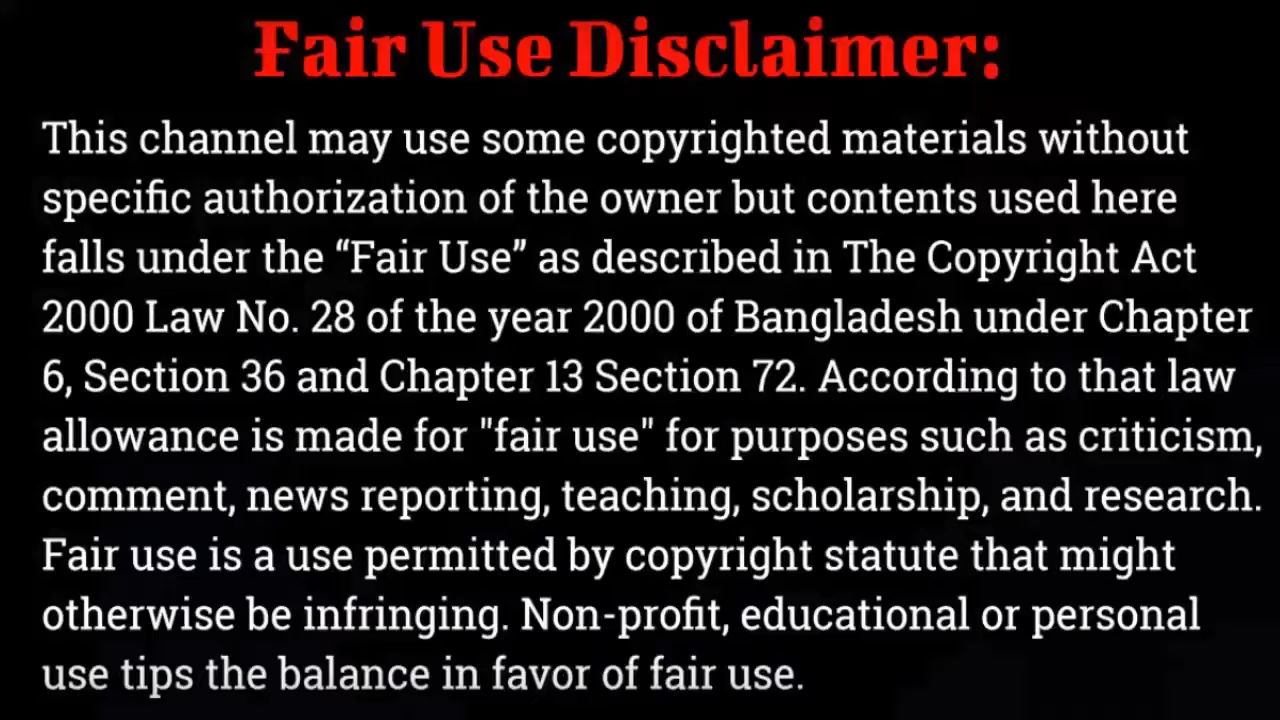 Fair Use Disclaimer:
This channel may use some copyrighted materials without
specific authorization of the owner but contents used here
falls under the “Fair Use” as described in The Copyright Act
2000 Law No. 28 of the year 2000 of Bangladesh under Chapter
6, Section 36 and Chapter 13 Section 72. According to that law
allowance is made for "fair use" for purposes such as criticism,
comment, news reporting, teaching, scholarship, and research.
Fair use is a use permitted by copyright statute that might
otherwise be infringing. Non-profit, educational or personal
use tips the balance in favor of fair use.